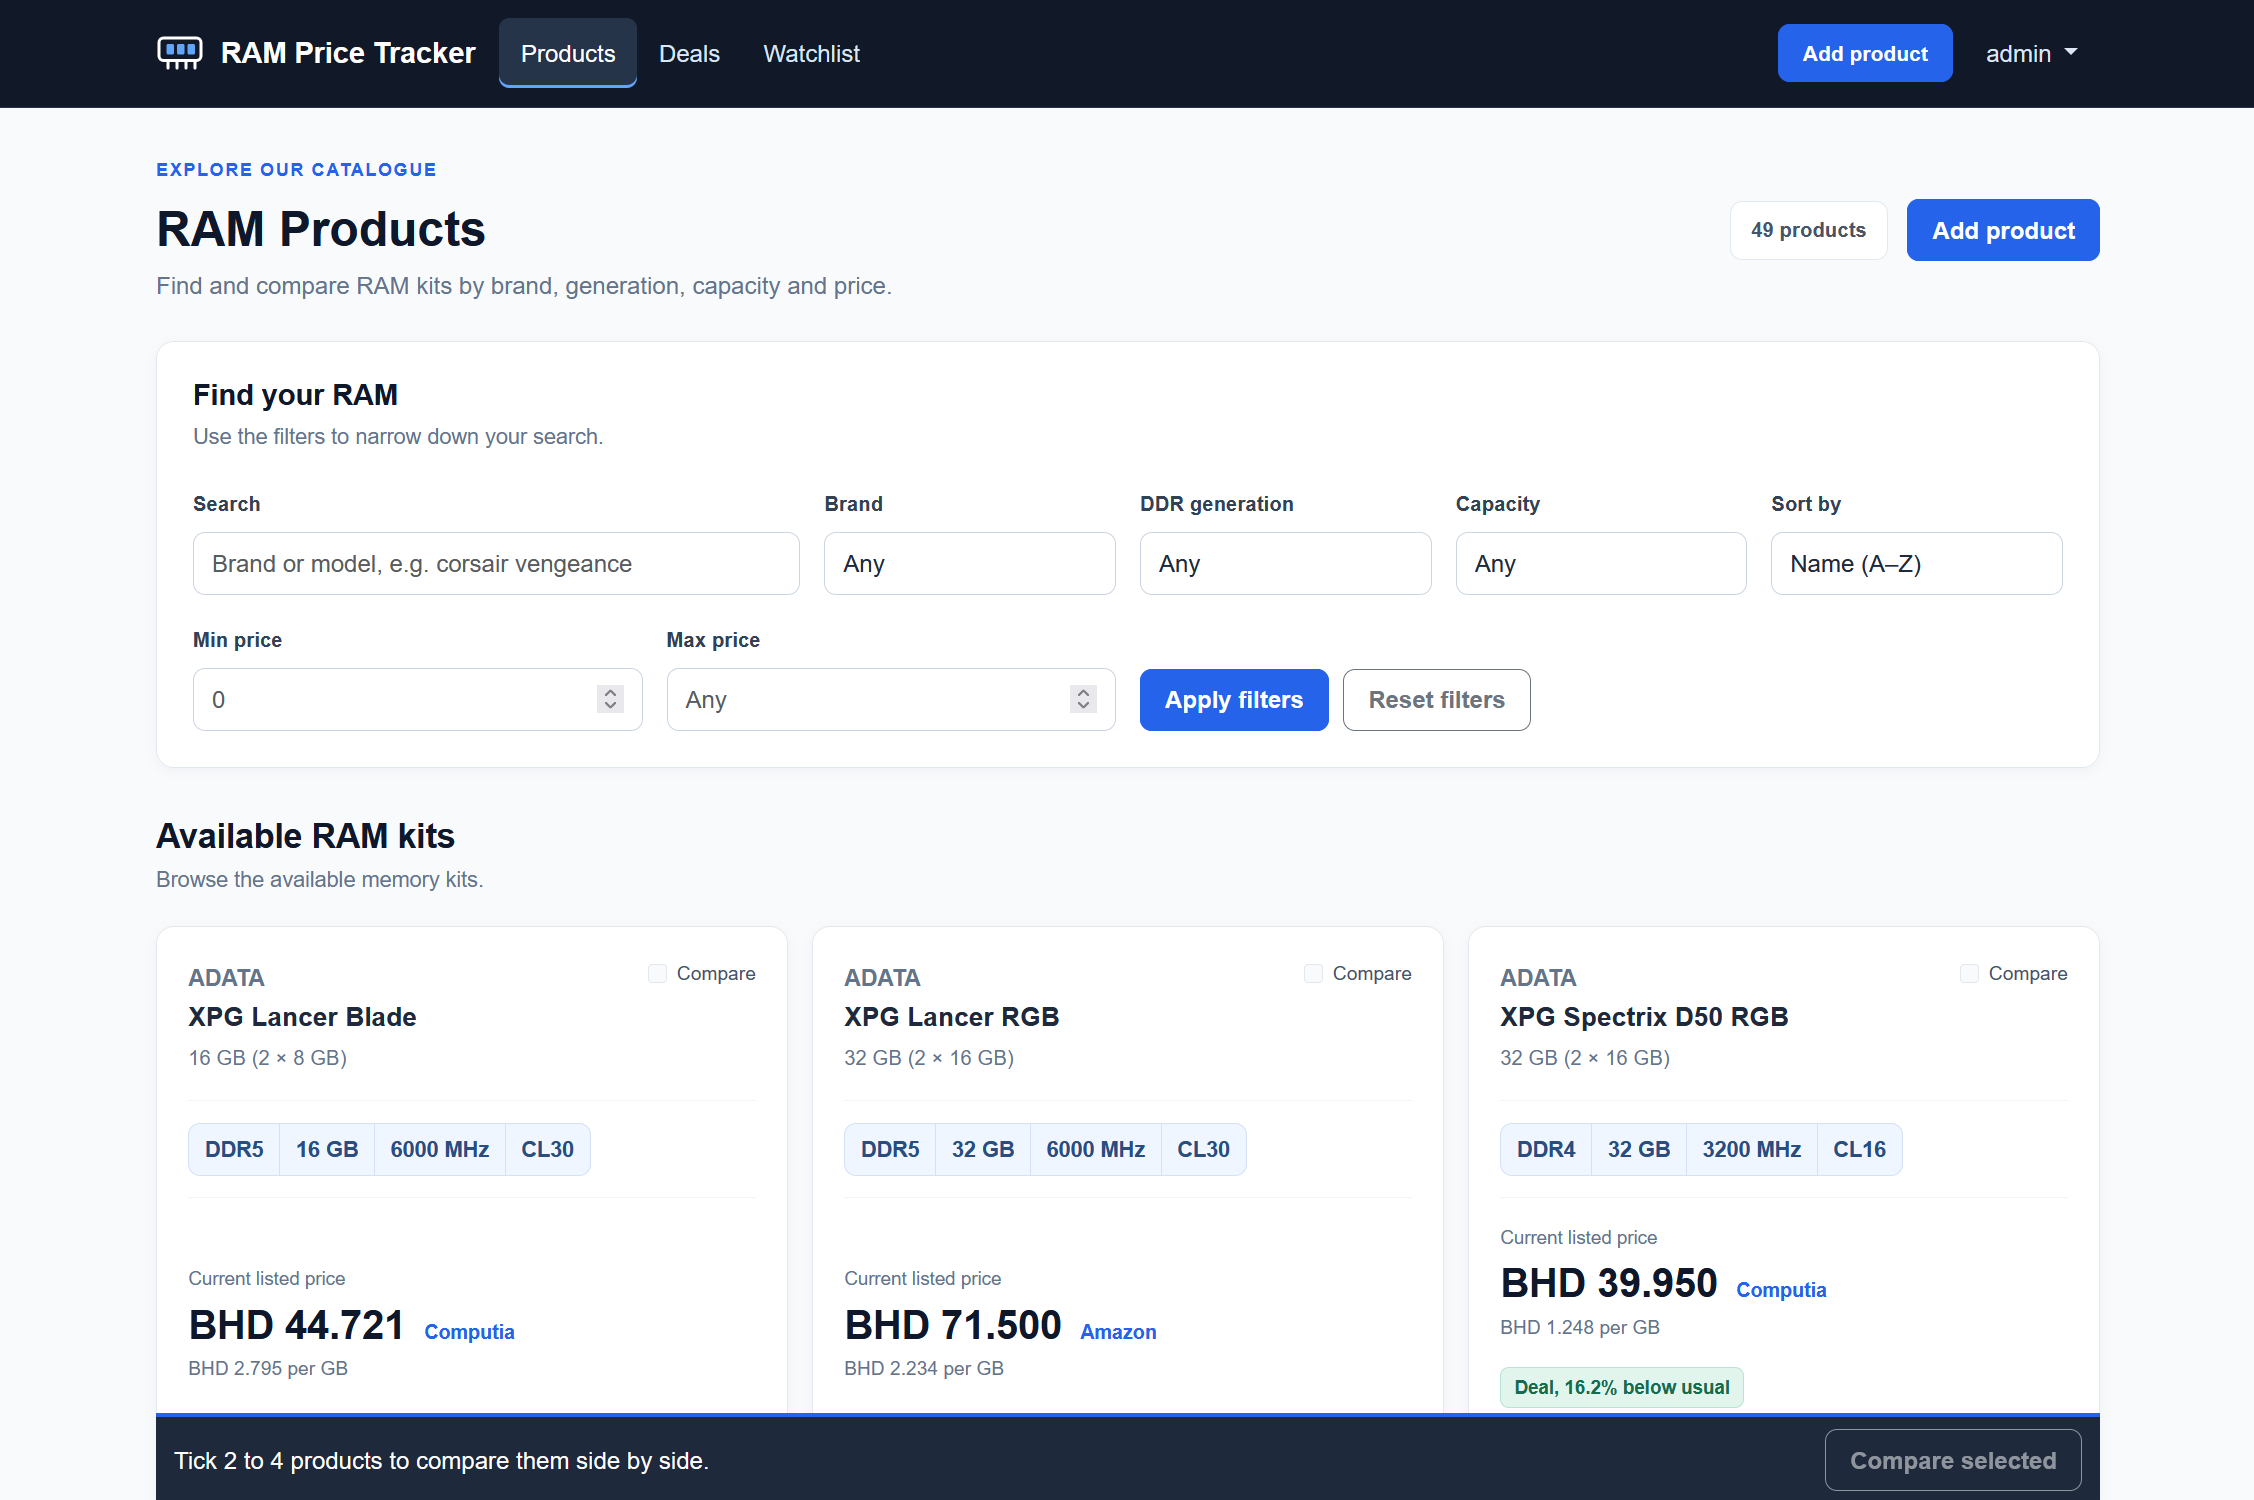 RAM Price Tracker Products Deals Watchlist Add product admin
EXPLORE OUR CATALOGUE
RAM Products
49 products Add product
Find and compare RAM kits by brand, generation, capacity and price.
Find your RAM
Use the filters to narrow down your search.
Search Brand DDR generation Capacity Sort by
Brand or model, e.g. corsair vengeance Any Any Any Name (A–Z)
Min price Max price
0 Any Apply filters Reset filters
Available RAM kits
Browse the available memory kits.
ADATA Compare
XPG Lancer Blade
16 GB (2 × 8 GB)
DDR5 16 GB 6000 MHz CL30
Current listed price
BHD 44.721 Computia
BHD 2.795 per GB
ADATA Compare
XPG Lancer RGB
32 GB (2 × 16 GB)
DDR5 32 GB 6000 MHz CL30
Current listed price
BHD 71.500 Amazon
BHD 2.234 per GB
ADATA Compare
XPG Spectrix D50 RGB
32 GB (2 × 16 GB)
DDR4 32 GB 3200 MHz CL16
Current listed price
BHD 39.950 Computia
BHD 1.248 per GB
Deal, 16.2% below usual
Tick 2 to 4 products to compare them side by side. Compare selected